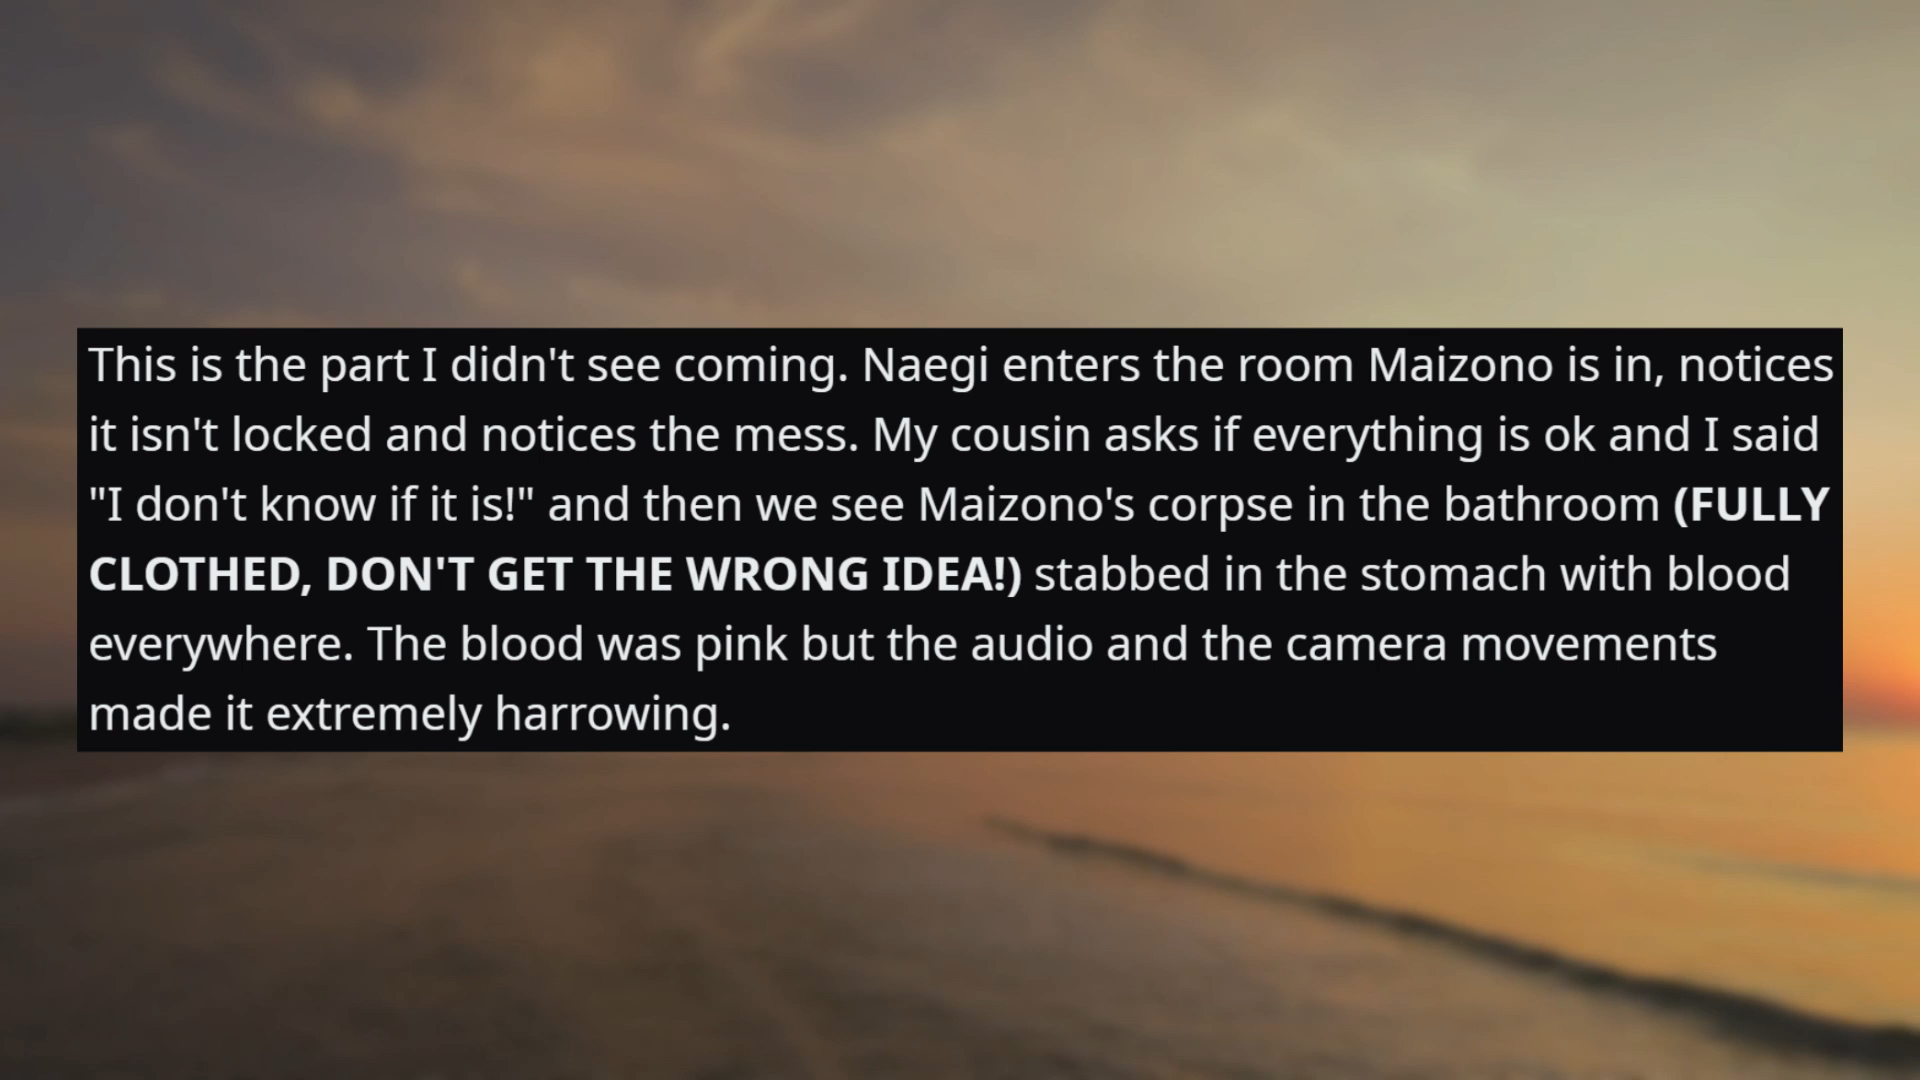 This is the part I didn't see coming. Naegi enters the room Maizono is in, notices
it isn't locked and notices the mess. My cousin asks if everything is ok and I said
"I don't know if it is!" and then we see Maizono's corpse in the bathroom (FULLY
CLOTHED, DON'T GET THE WRONG IDEA!) stabbed in the stomach with blood
everywhere. The blood was pink but the audio and the camera movements
made it extremely harrowing.